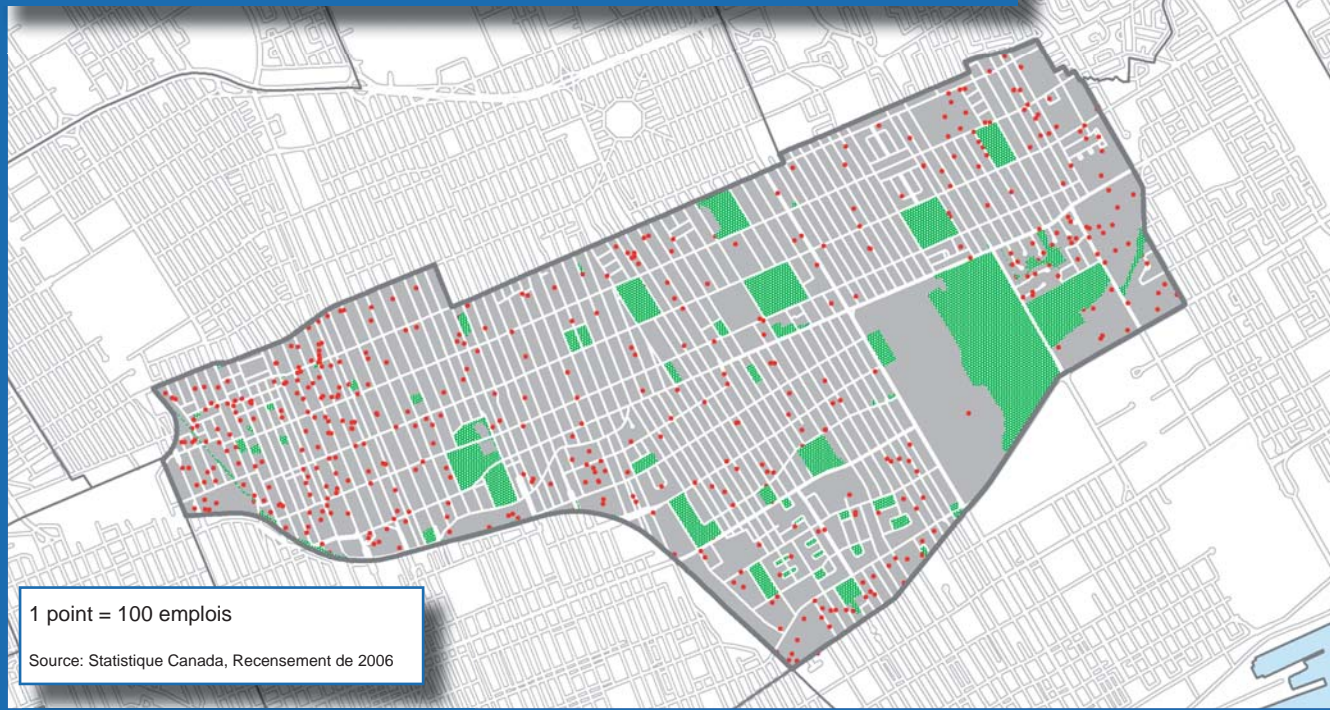 1 point = 100 emplois
Source: Statistique Canada, Recensement de 2006